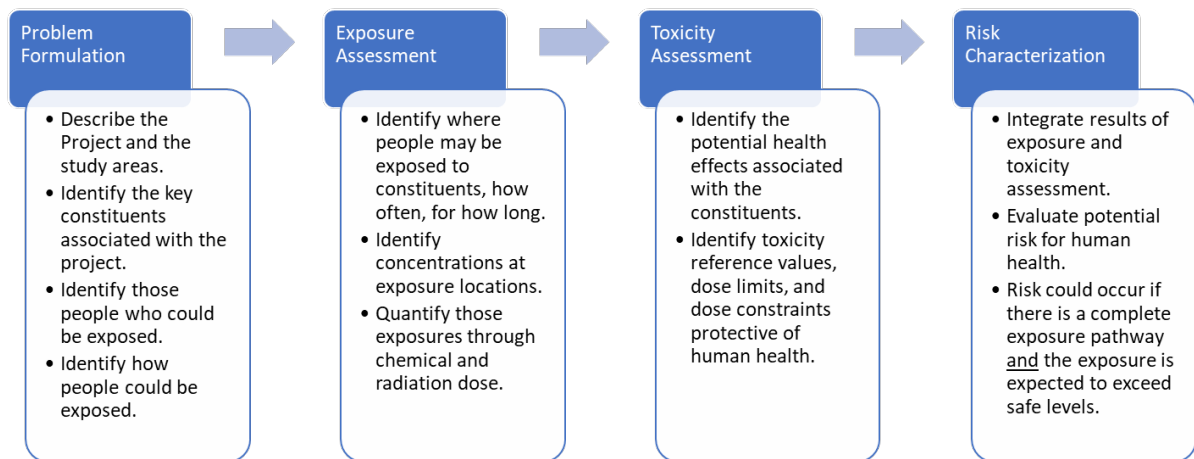 Problem
Formulation
• Describe the
Project and the
study areas.
• Identify the key
constituents
associated with the
project.
• Identify those
people who could
be exposed.
• Identify how
people could be
exposed.
Exposure
Assessment
• Identify where
people may be
exposed to
constituents, how
often, for how long.
• Identify
concentrations at
exposure locations.
• Quantify those
exposures through
chemical and
radiation dose.
Toxicity
Assessment
• Identify the
potential health
effects associated
with the
constituents.
• Identify toxicity
reference values,
dose limits, and
dose constraints
protective of
human health.
Risk
Characterization
• Integrate results of
exposure and
toxicity
assessment.
• Evaluate potential
risk for human
health.
• Risk could occur if
there is a complete
exposure pathway
and the exposure is
expected to exceed
safe levels.